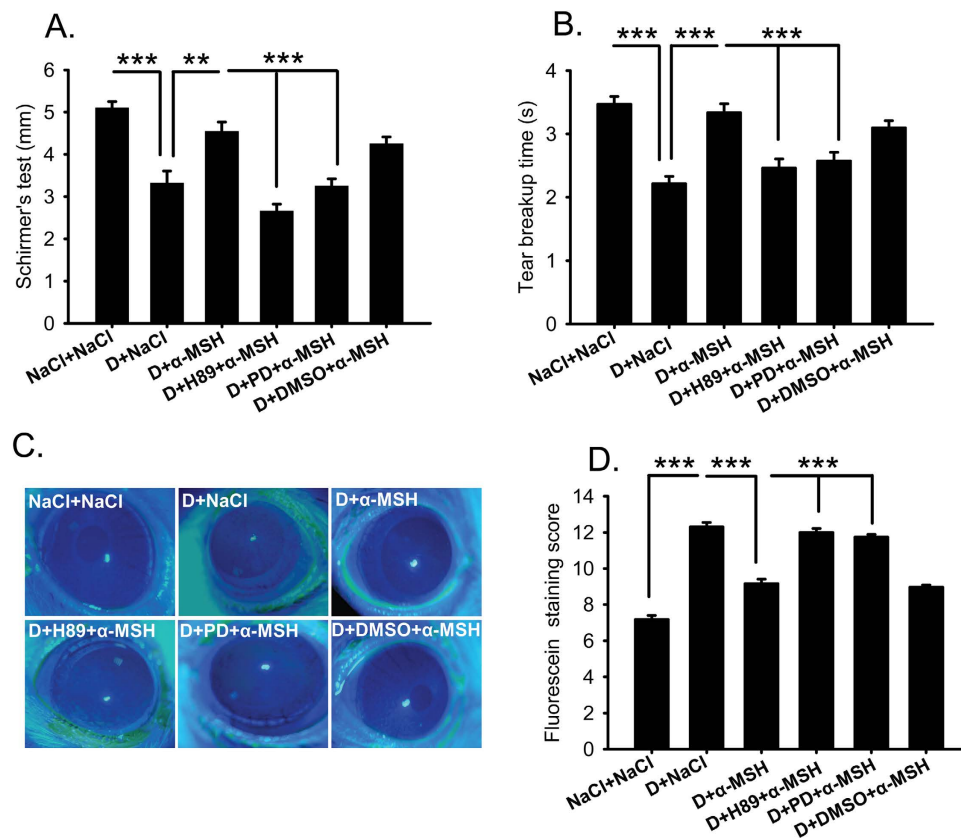 A.
*** ** ***
Schirmer's test (mm)
6
5
4
3
2
1
0
NaCl+NaCl
D+NaCl
D+α-MSH
D+H89+α-MSH
D+PD+α-MSH
D+DMSO+α-MSH
B.
*** *** ***
Tear breakup time (s)
4
3
2
1
0
NaCl+NaCl
D+NaCl
D+α-MSH
D+H89+α-MSH
D+PD+α-MSH
D+DMSO+α-MSH
C.
NaCl+NaCl
D+NaCl
D+α-MSH
D+H89+α-MSH
D+PD+α-MSH
D+DMSO+α-MSH
D.
*** *** ***
Fluorescein staining score
14
12
10
8
6
4
2
0
NaCl+NaCl
D+NaCl
D+α-MSH
D+H89+α-MSH
D+PD+α-MSH
D+DMSO+α-MSH